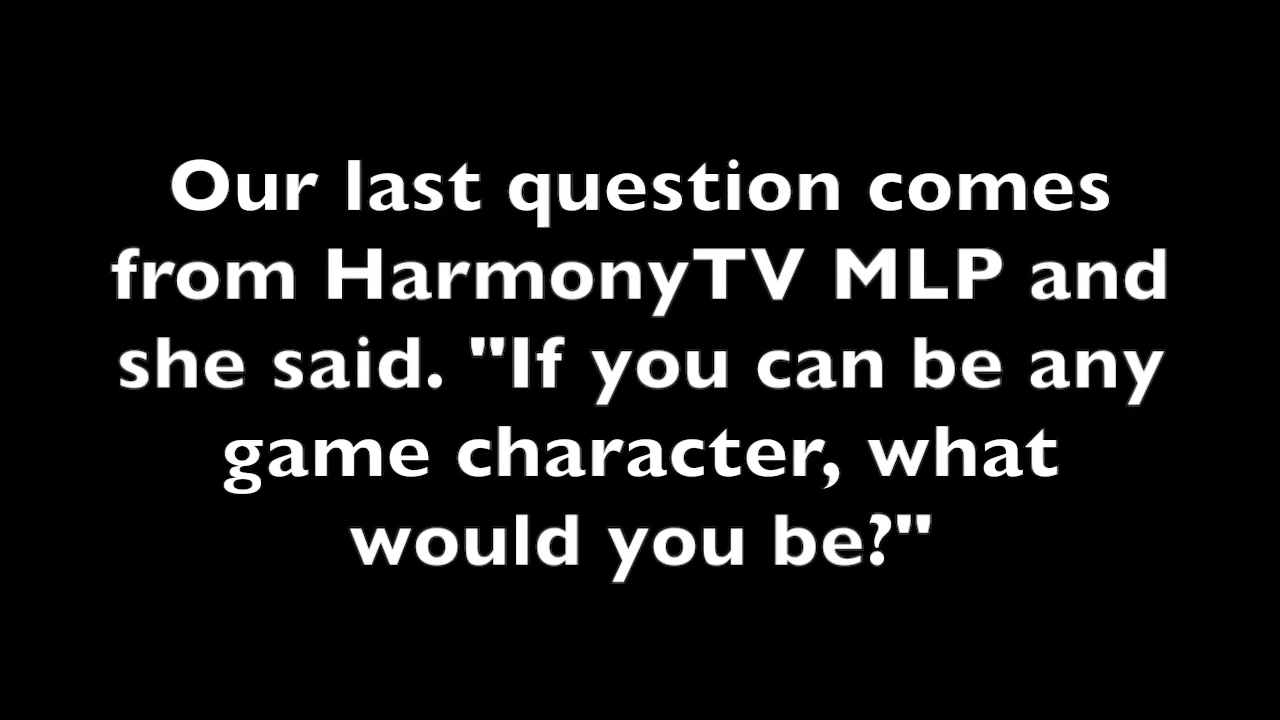 Our last question comes
from HarmonyTV MLP and
she said. "If you can be any
game character, what
would you be?"